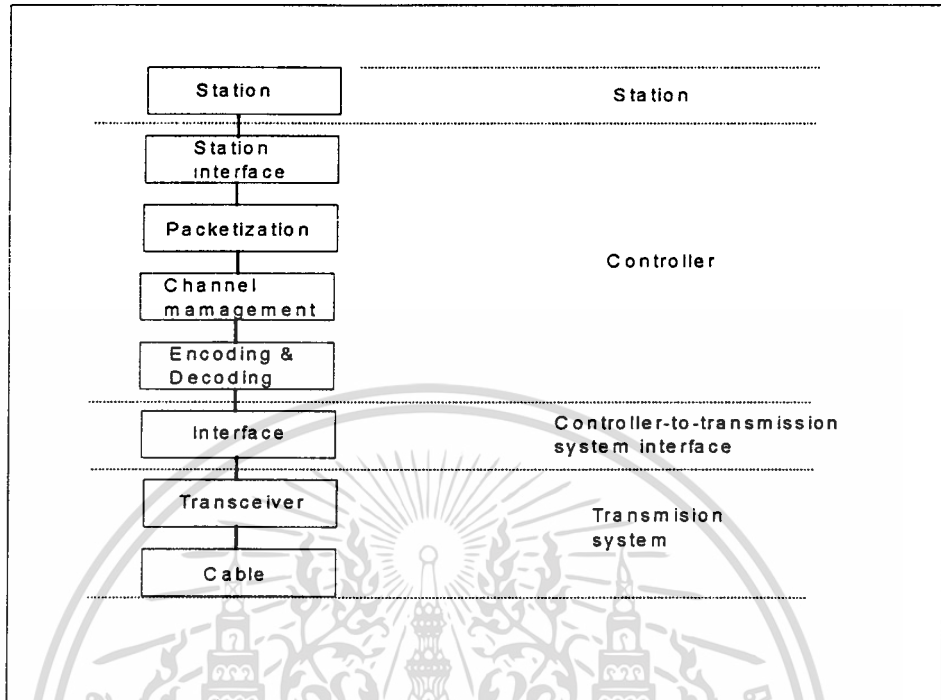 Station
Station
Station
interface
Packetization
Controller
Channel
mamagement
Encoding &
Decoding
Interface
Controller-to-transmission
system interface
Transceiver
Transmision
system
Cable